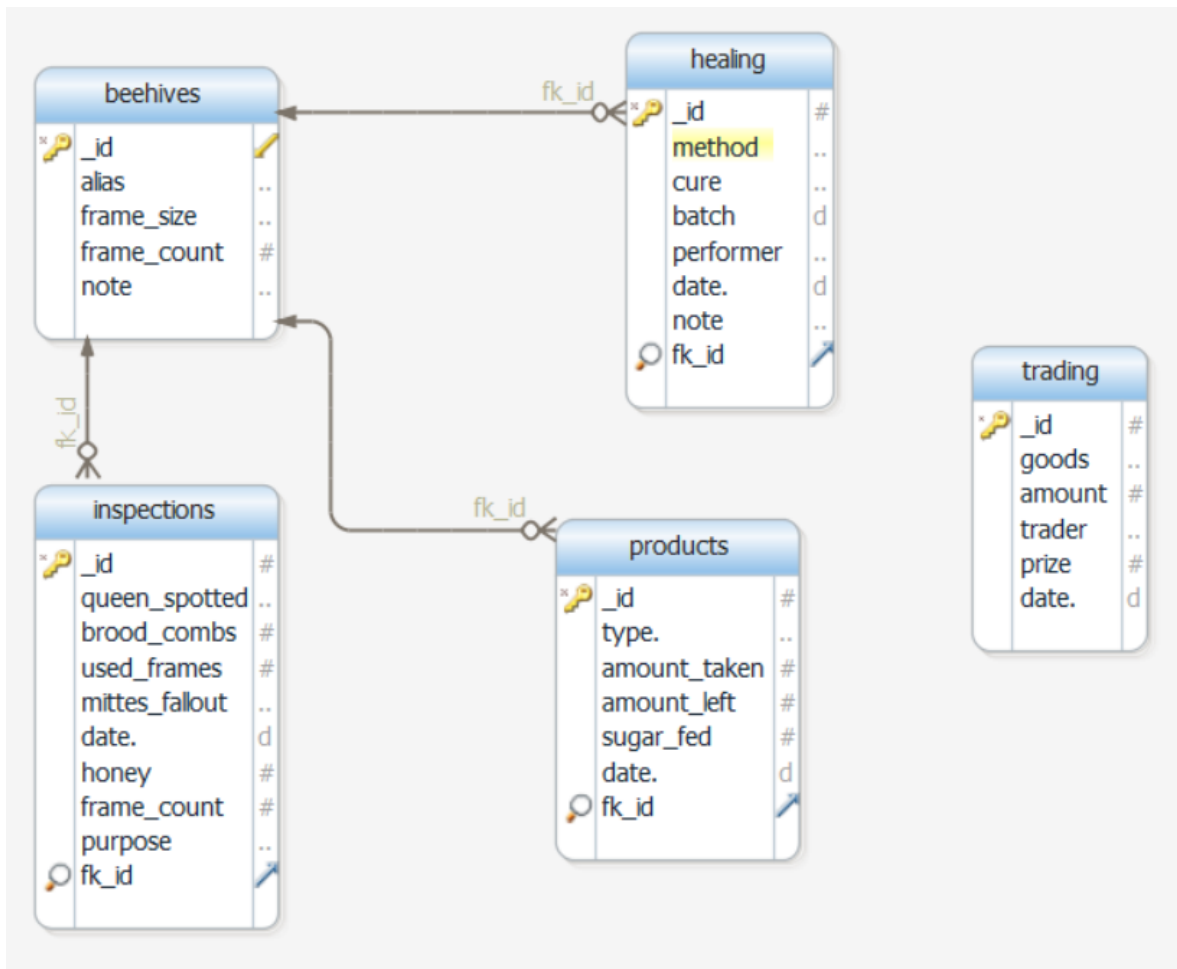 beehives
_id
alias
..
frame_size
..
frame_count #
note
..
fk_id
healing
_id #
method ..
cure ..
batch d
performer ..
date. d
note ..
fk_id
fk_id
inspections
_id #
queen_spotted ..
brood_combs #
used_frames #
mittes_fallout ..
date. d
honey #
frame_count #
purpose ..
fk_id
fk_id
products
_id #
type. ..
amount_taken #
amount_left #
sugar_fed #
date. d
fk_id
trading
_id #
goods ..
amount #
trader ..
prize #
date. d